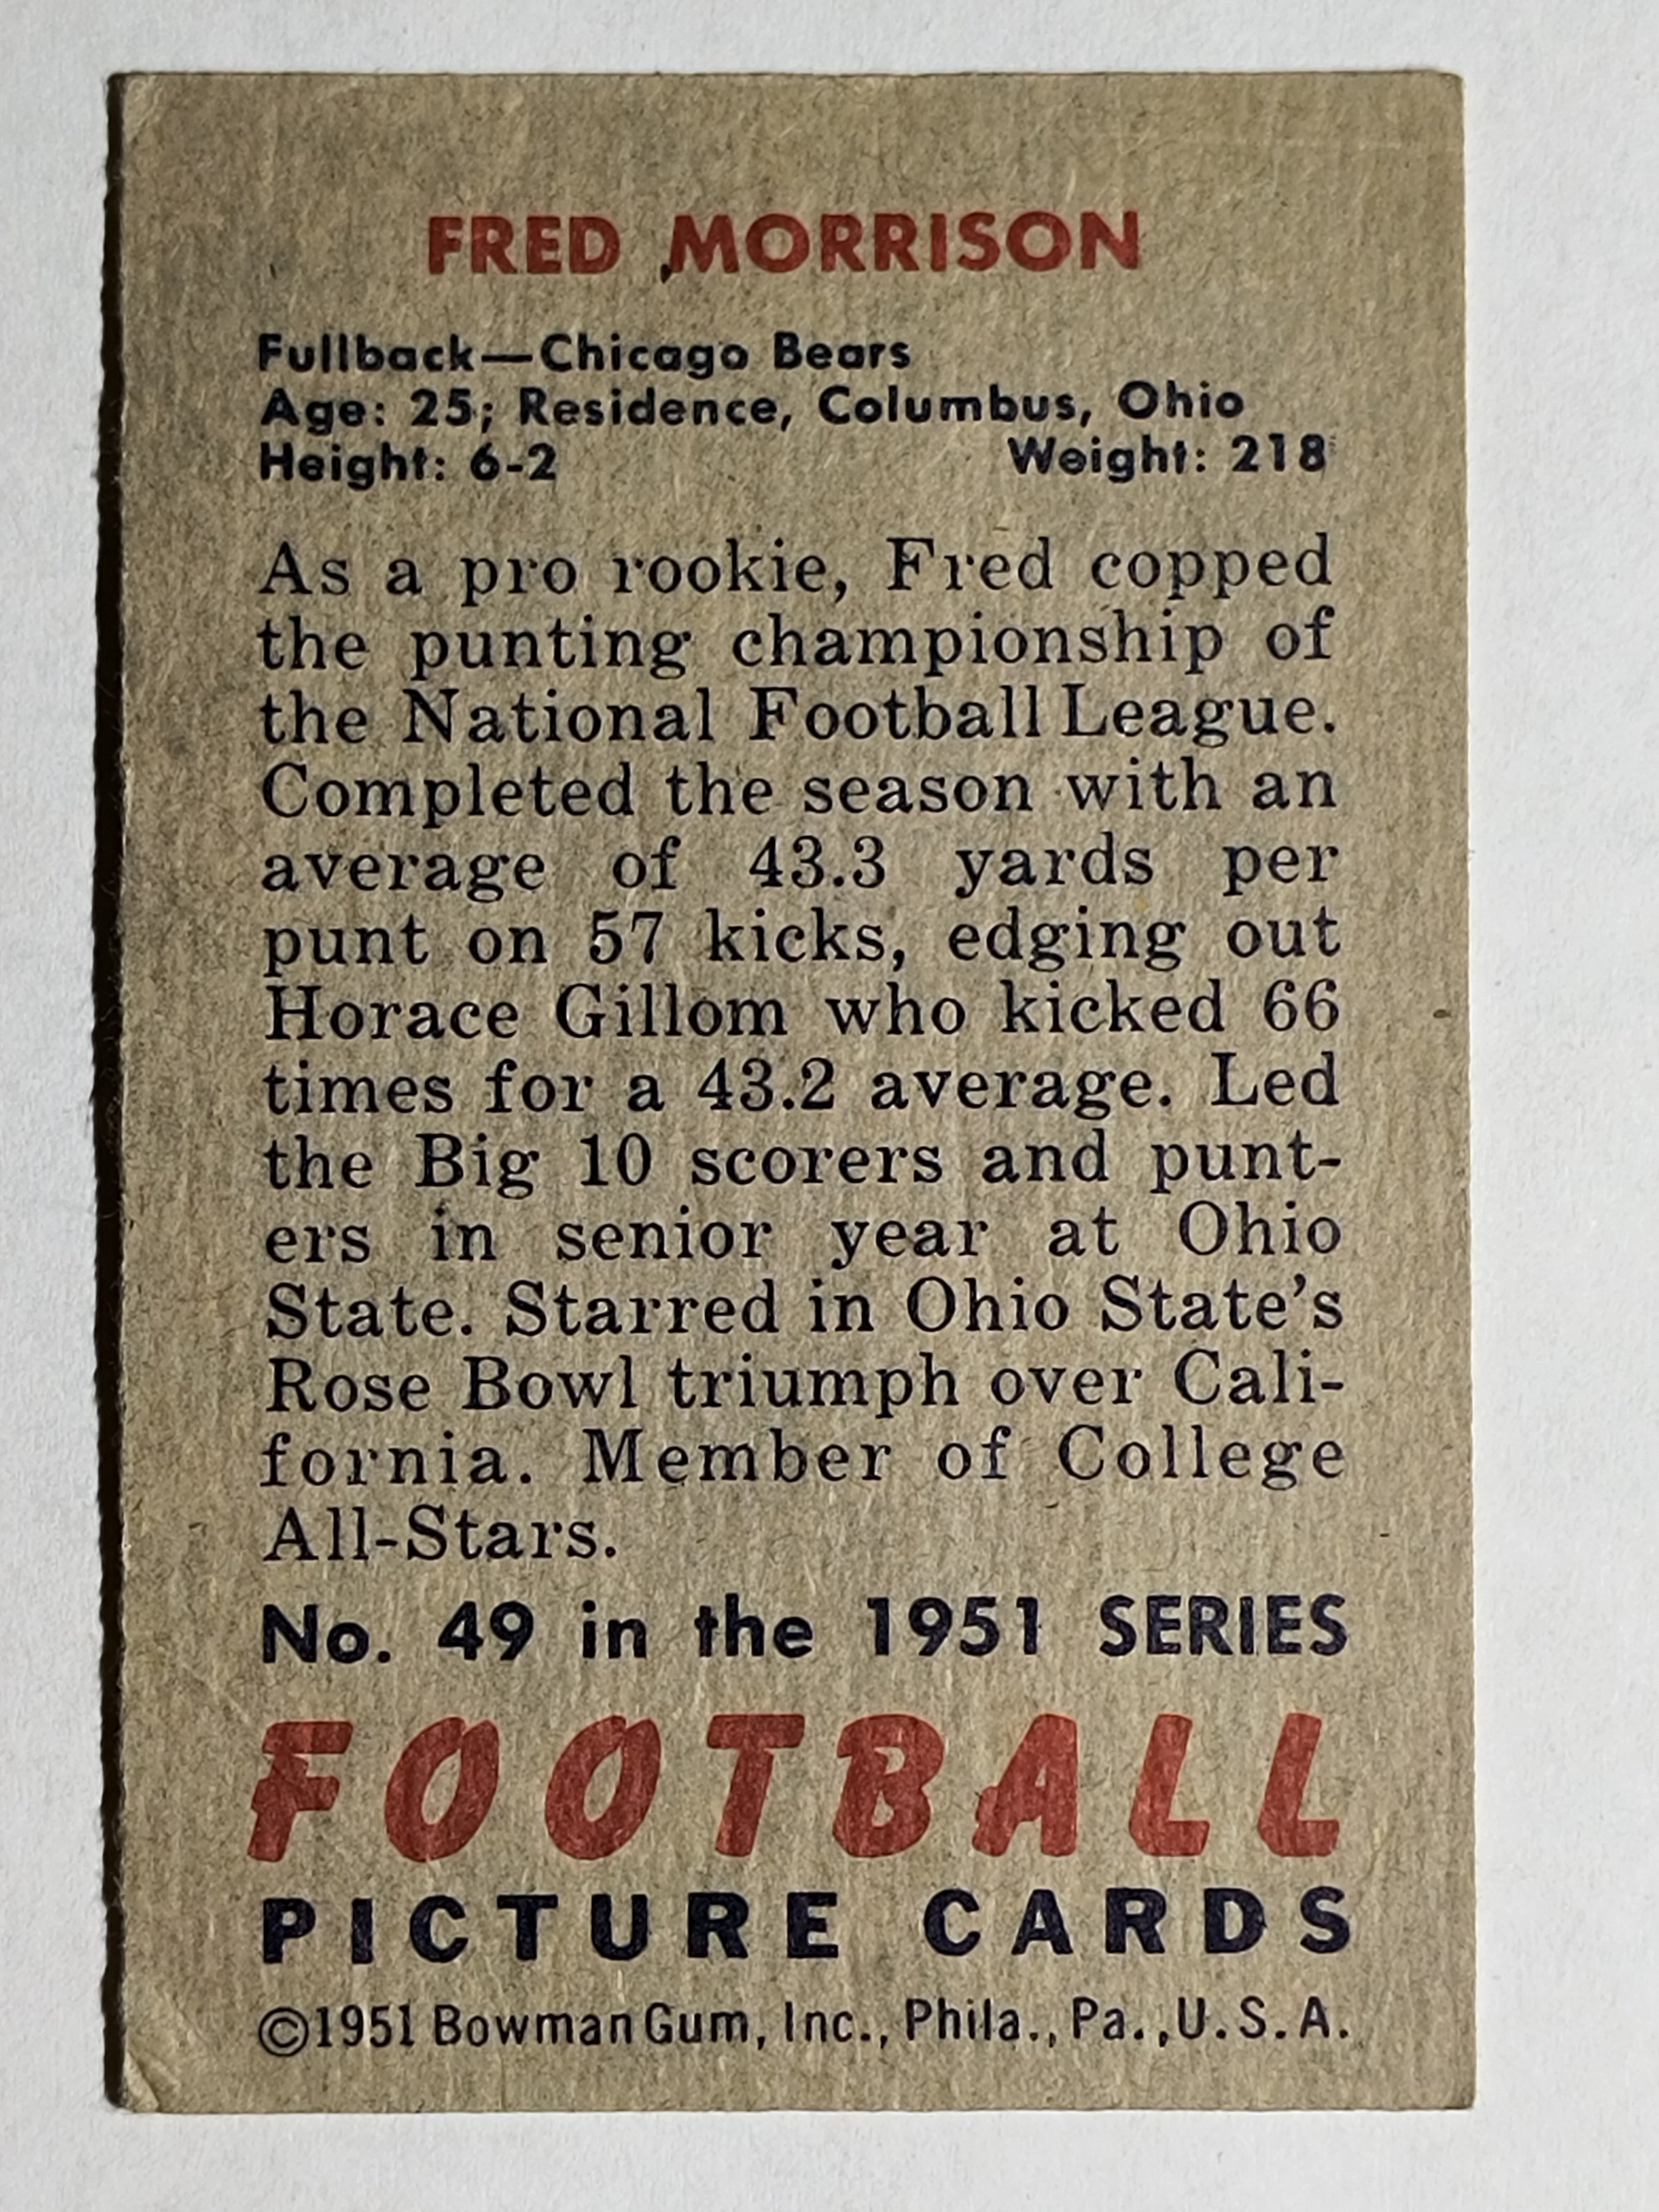 FRED MORRISON
Fullback—Chicago Bears
Age: 25; Residence, Columbus, Ohio
Height: 6-2 Weight: 218
As a pro rookie, Fred copped
the punting championship of
the National Football League.
Completed the season with an
average of 43.3 yards per
punt on 57 kicks, edging out
Horace Gillom who kicked 66
times for a 43.2 average. Led
the Big 10 scorers and punt-
ers in senior year at Ohio
State. Starred in Ohio State's
Rose Bowl triumph over Cali-
fornia. Member of College
All-Stars.
No. 49 in the 1951 SERIES
FOOTBALL
PICTURE CARDS
©1951 Bowman Gum, Inc., Phila., Pa., U.S.A.